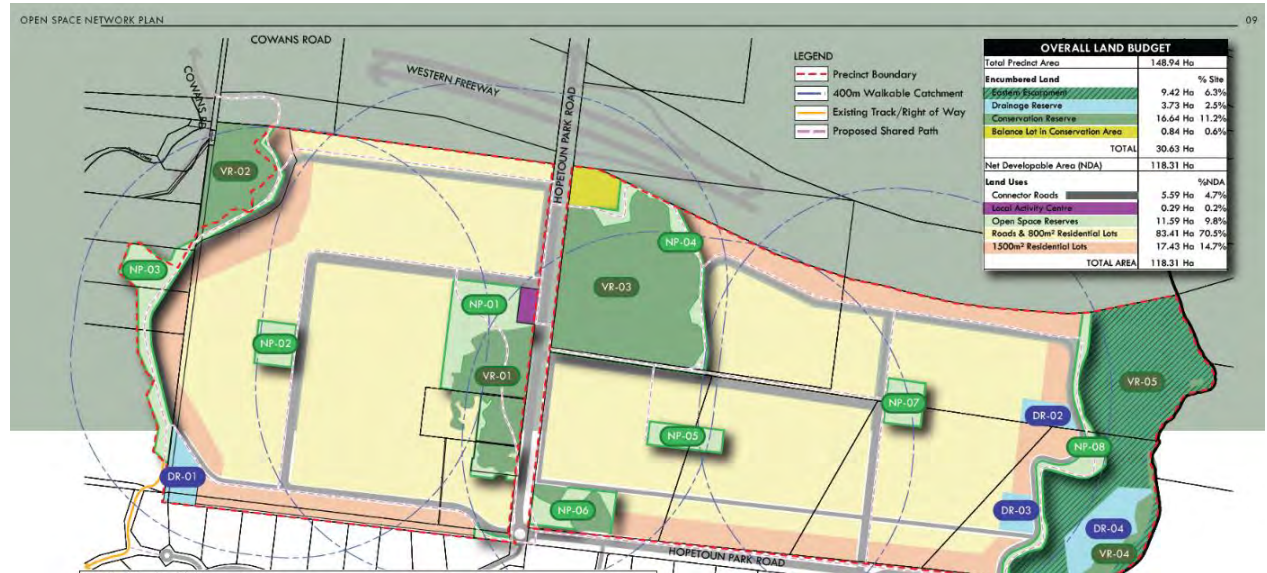 OPEN SPACE NETWORK PLAN
09
COWANS ROAD
COWANS RD
WESTERN FREEWAY
HOPETOUN PARK ROAD
LEGEND
Precinct Boundary
400m Walkable Catchment
Existing Track/Right of Way
Proposed Shared Path
OVERALL LAND BUDGET
Total Precinct Area 148.94 Ha
Encumbered Land % Site
Eastern Escarpment 9.42 Ha 6.3%
Drainage Reserve 3.73 Ha 2.5%
Conservation Reserve 16.64 Ha 11.2%
Balance Lot in Conservation Area 0.84 Ha 0.6%
TOTAL 30.63 Ha
Net Developable Area (NDA) 118.31 Ha
Land Uses %NDA
Connector Roads 5.59 Ha 4.7%
Local Activity Centre 0.29 Ha 0.2%
Open Space Reserves 11.59 Ha 9.8%
Roads & 800m² Residential Lots 83.41 Ha 70.5%
1500m² Residential Lots 17.43 Ha 14.7%
TOTAL AREA 118.31 Ha
VR-02
NP-03
NP-02
NP-01
VR-01
DR-01
NP-04
VR-03
NP-05
NP-06
NP-07
VR-05
DR-02
NP-08
DR-03
DR-04
VR-04
HOPETOUN PARK ROAD